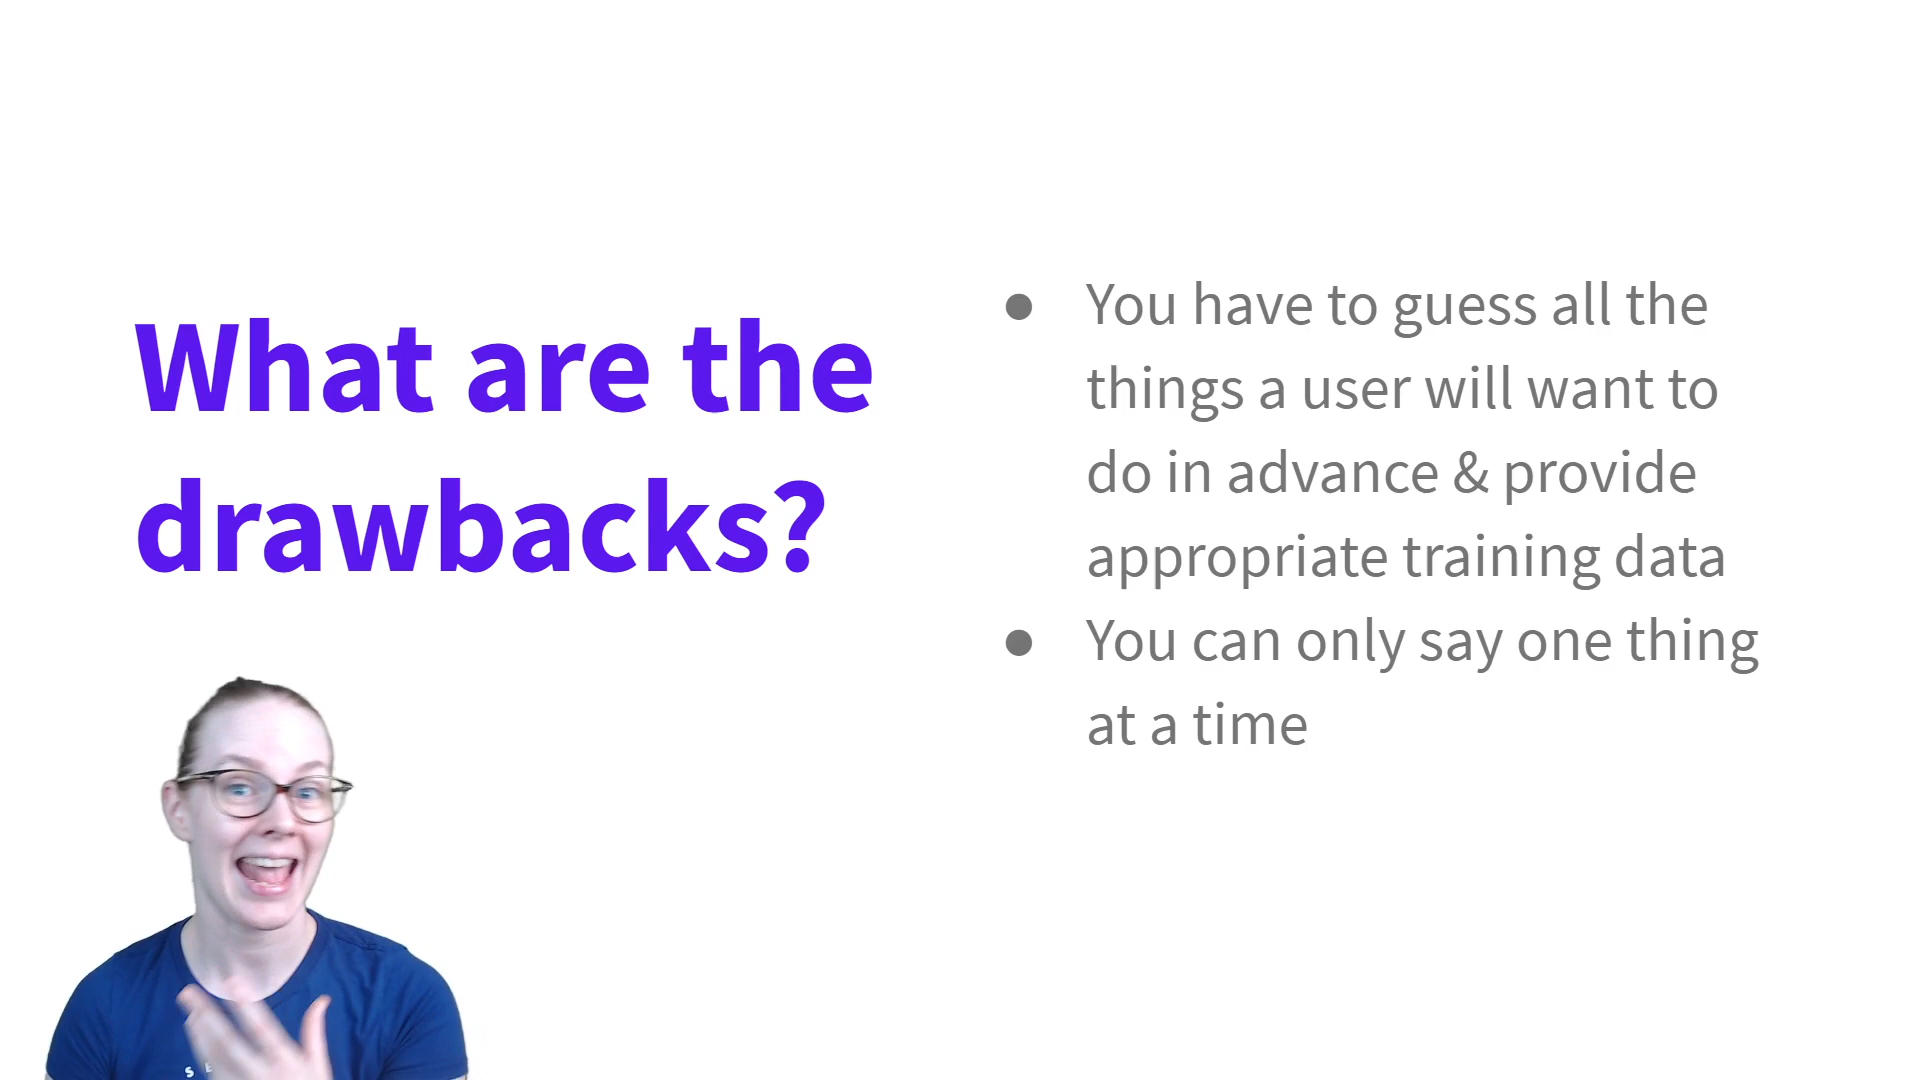 What are the
drawbacks?
● You have to guess all the
things a user will want to
do in advance & provide
appropriate training data
● You can only say one thing
at a time
S E